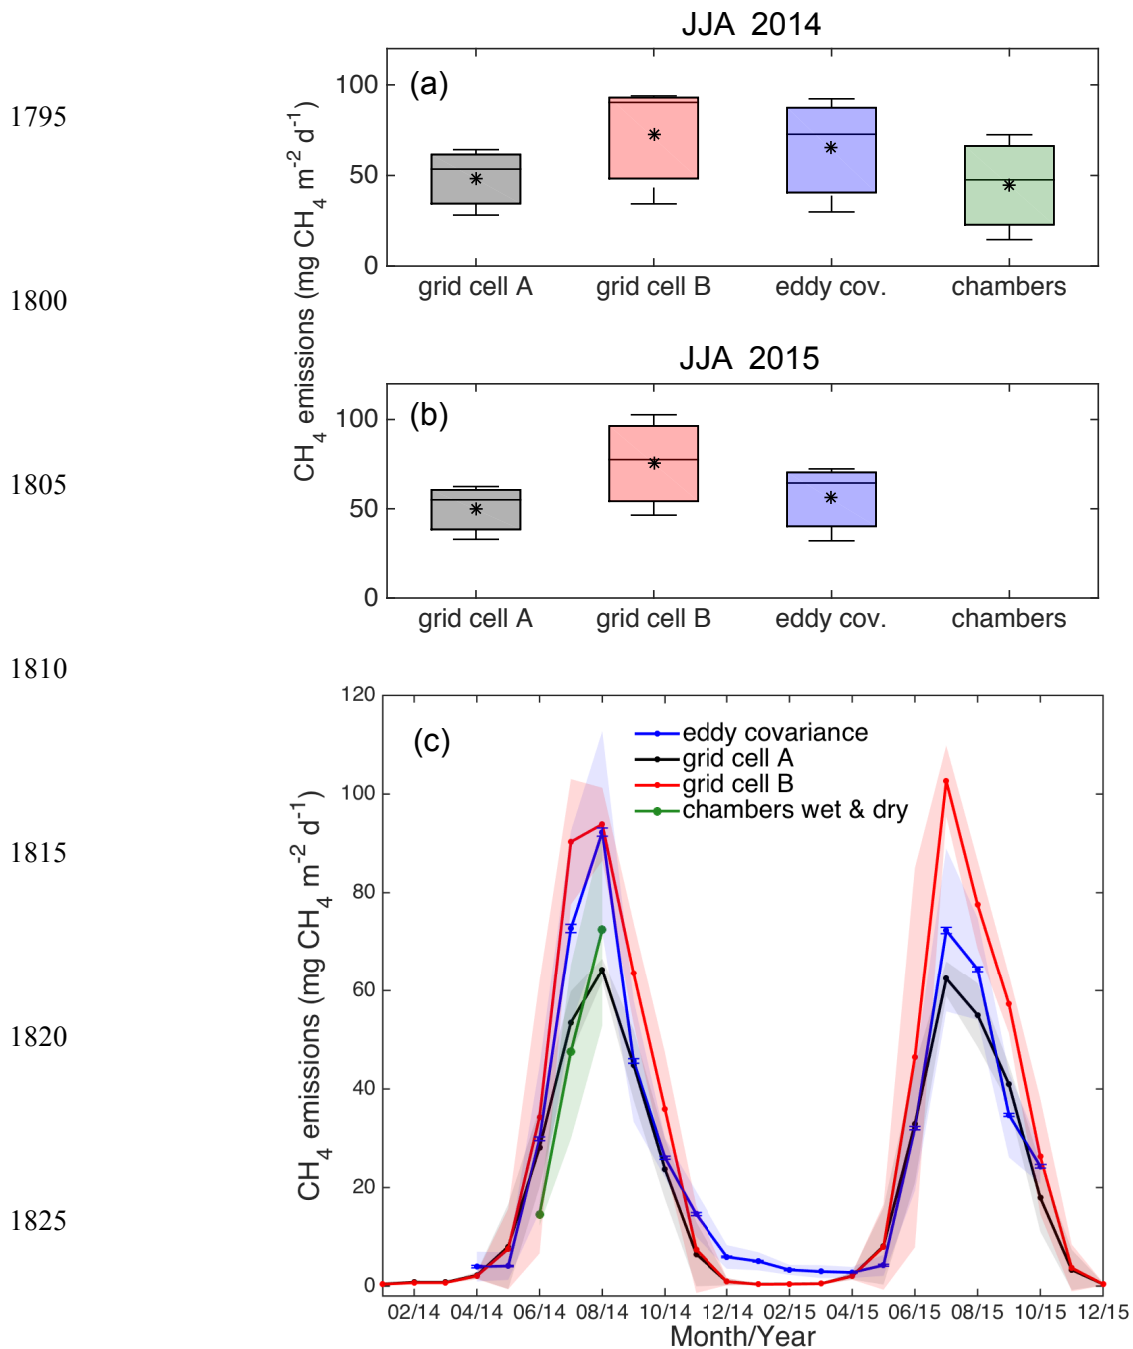 JJA 2014
1795
1800
1805
1810
1815
1820
1825
CH4 emissions (mg CH4 m-2 d-1)
(a)
100
50
0
grid cell A
grid cell B
eddy cov.
chambers
JJA 2015
(b)
100
50
0
grid cell A
grid cell B
eddy cov.
chambers
(c)
CH4 emissions (mg CH4 m-2 d-1)
120
100
80
60
40
20
0
eddy covariance
grid cell A
grid cell B
chambers wet & dry
02/14 04/14 06/14 08/14 10/14 12/14 02/15 04/15 06/15 08/15 10/15 12/15
Month/Year